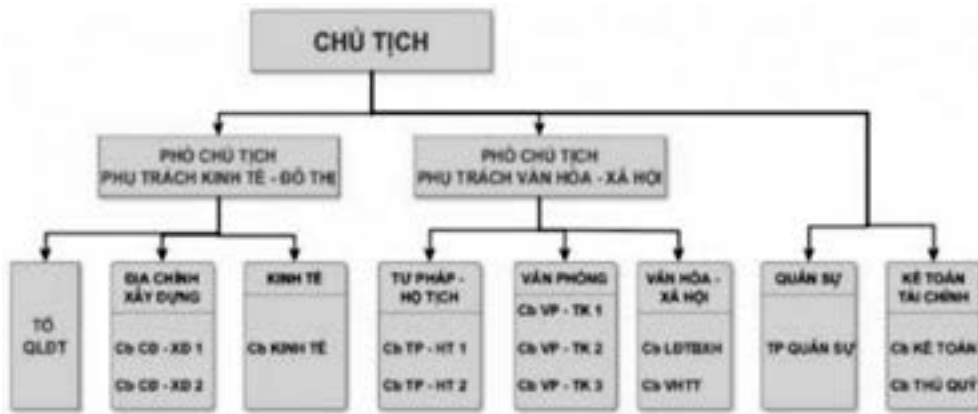 CHỦ TỊCH
PHÓ CHỦ TỊCH
PHỤ TRÁCH KINH TẾ - ĐÔ THỊ
PHÓ CHỦ TỊCH
PHỤ TRÁCH VĂN HÓA - XÃ HỘI
TỔ
QLĐT
ĐỊA CHÍNH
XÂY DỰNG
Cb CĐ - XD 1
Cb CĐ - XD 2
KINH TẾ
Cb KINH TẾ
TƯ PHÁP -
HỘ TỊCH
Cb TP - HT 1
Cb TP - HT 2
VĂN PHÒNG
Cb VP - TK 1
Cb VP - TK 2
Cb VP - TK 3
VĂN HÓA -
XÃ HỘI
Cb LĐTBXH
Cb VHTT
QUÂN SỰ
TP QUÂN SỰ
KẾ TOÁN
TÀI CHÍNH
Cb KẾ TOÁN
Cb THỦ QUỸ